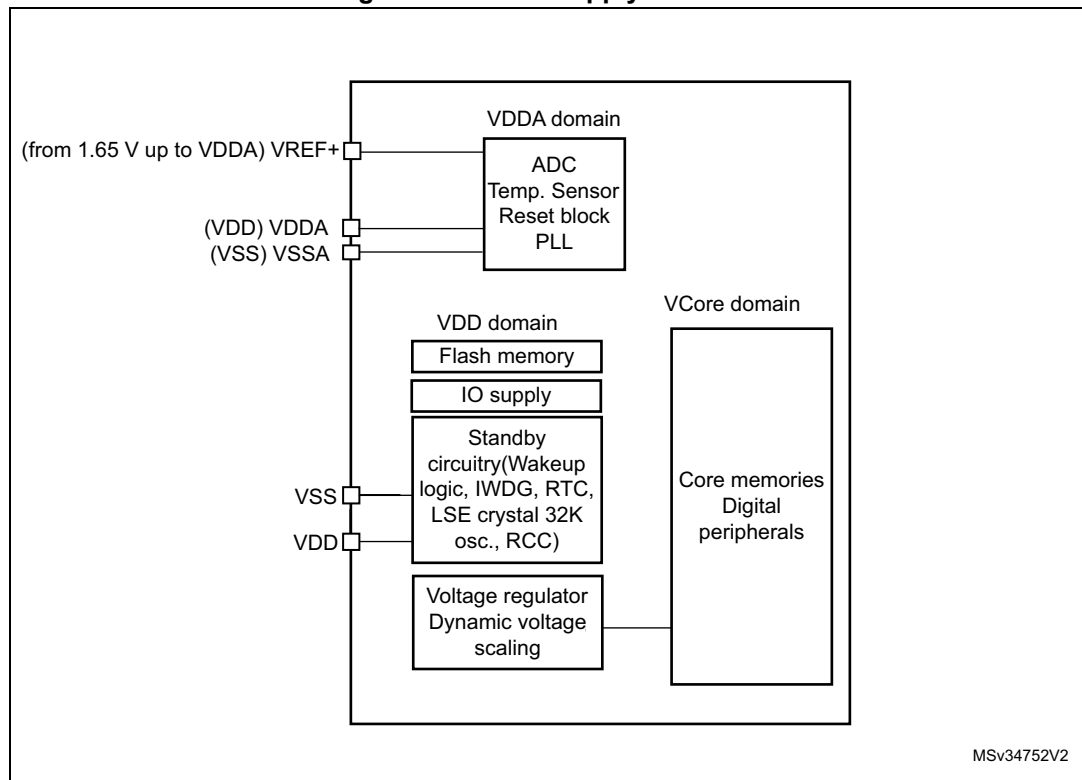 VDDA domain
(from 1.65 V up to VDDA) VREF+
ADC
Temp. Sensor
Reset block
PLL
(VDD) VDDA
(VSS) VSSA
VCore domain
VDD domain
Flash memory
IO supply
Standby
circuitry(Wakeup
logic, IWDG, RTC,
LSE crystal 32K
osc., RCC)
VSS
VDD
Core memories
Digital
peripherals
Voltage regulator
Dynamic voltage
scaling
MSv34752V2